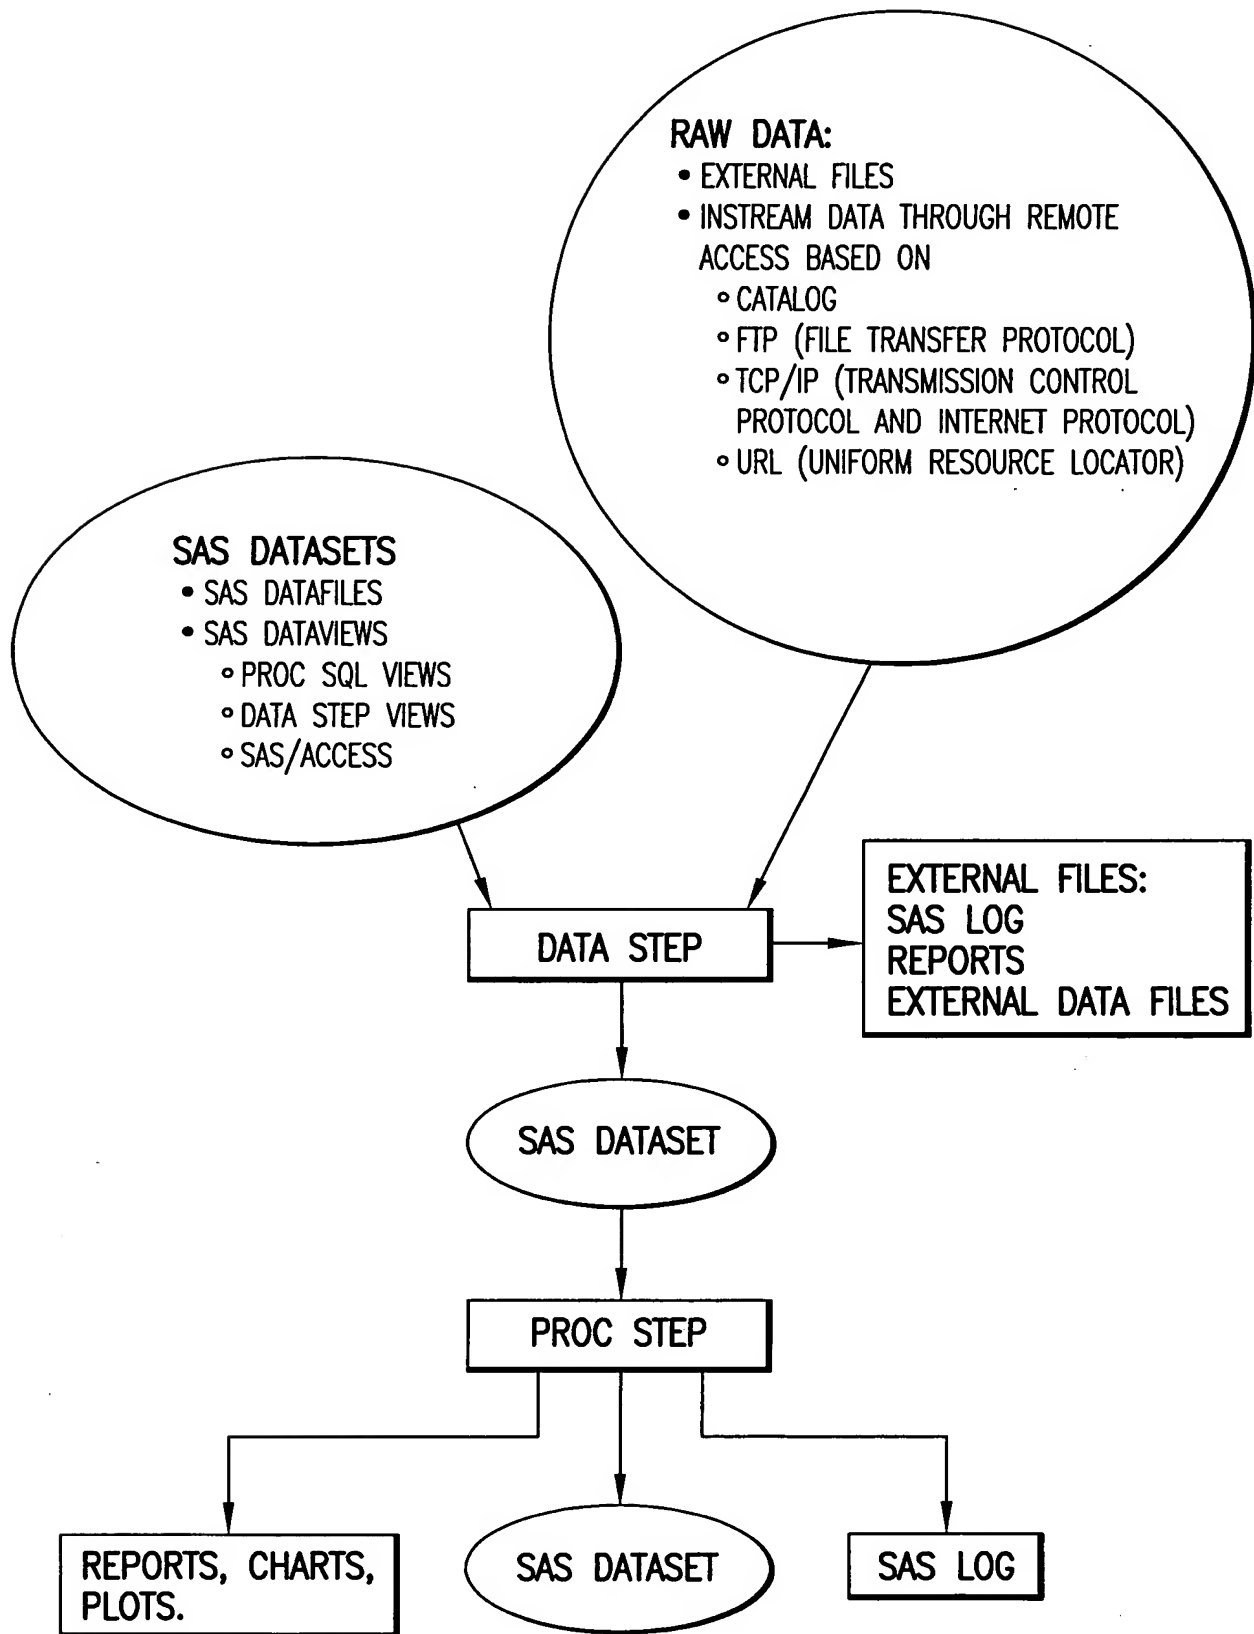 RAW DATA:
• EXTERNAL FILES
• INSTREAM DATA THROUGH REMOTE
ACCESS BASED ON
∘ CATALOG
∘ FTP (FILE TRANSFER PROTOCOL)
∘ TCP/IP (TRANSMISSION CONTROL
PROTOCOL AND INTERNET PROTOCOL)
∘ URL (UNIFORM RESOURCE LOCATOR)
SAS DATASETS
• SAS DATAFILES
• SAS DATAVIEWS
∘ PROC SQL VIEWS
∘ DATA STEP VIEWS
∘ SAS/ACCESS
DATA STEP
EXTERNAL FILES:
SAS LOG
REPORTS
EXTERNAL DATA FILES
SAS DATASET
PROC STEP
REPORTS, CHARTS,
PLOTS.
SAS DATASET
SAS LOG